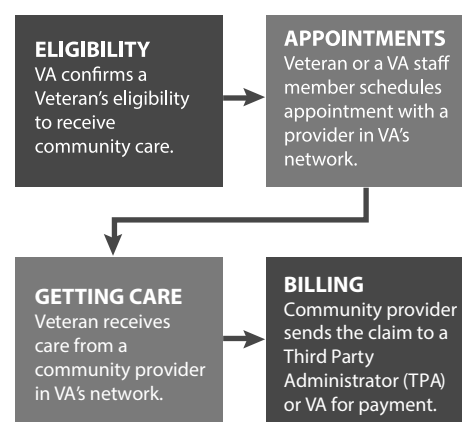 ELIGIBILITY
VA confirms a
Veteran's eligibility
to receive
community care.
APPOINTMENTS
Veteran or a VA staff
member schedules
appointment with a
provider in VA's
network.
GETTING CARE
Veteran receives
care from a
community provider
in VA's network.
BILLING
Community provider
sends the claim to a
Third Party
Administrator (TPA)
or VA for payment.